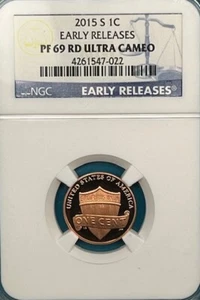 2015 S 1C
EARLY RELEASES
PF 69 RD ULTRA CAMEO
4261547-022
NGC
EARLY RELEASES
UNITED STATES OF AMERICA
ONE CENT